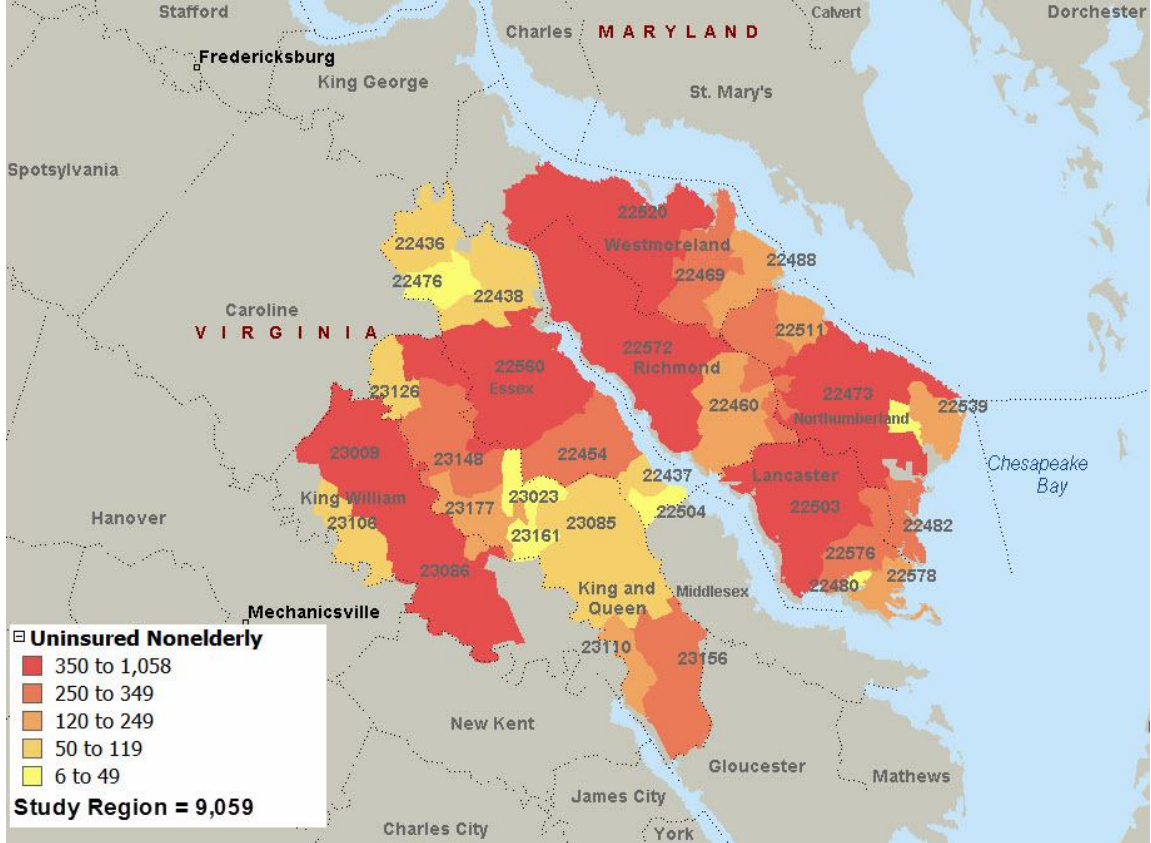 Stafford
Calvert
Dorchester
Charles
MARYLAND
Fredericksburg
King George
St. Mary's
Spotsylvania
22520
22436
Westmoreland
22488
22476
22469
22438
Caroline
VIRGINIA
22511
22572
22560
Richmond
Essex
23126
22473
22460
22539
Northumberland
23009
23148
22454
Chesapeake
Bay
22437
Lancaster
King William
23023
22503
23177
22504
Hanover
23106
23085
22482
23161
22576
23086
22578
22480
King and
Queen
Middlesex
Mechanicsville
23110
23156
Uninsured Nonelderly
350 to 1,058
250 to 349
120 to 249
50 to 119
6 to 49
Study Region = 9,059
New Kent
Gloucester
Mathews
James City
Charles City
York